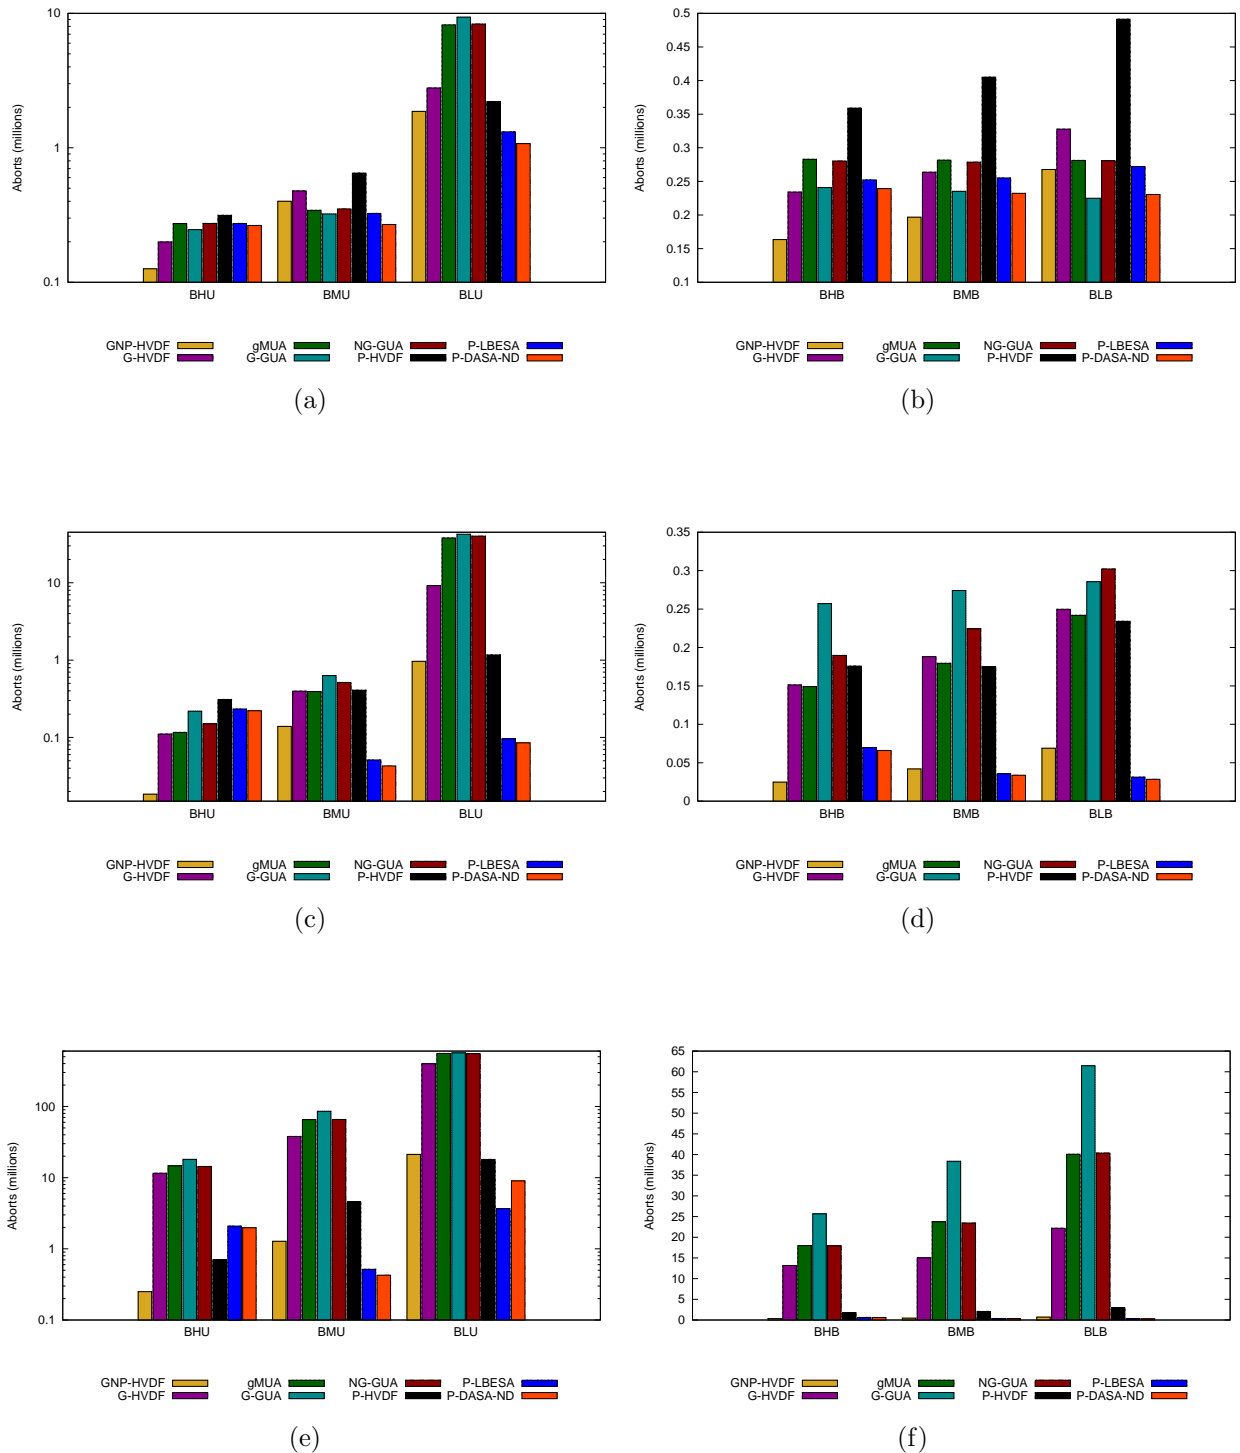 10
1
0.1
Aborts (millions)
BHU BMU BLU
GNP-HVDF gMUA NG-GUA P-LBESA
G-HVDF G-GUA P-HVDF P-DASA-ND
(a)
0.5
0.45
0.4
0.35
0.3
0.25
0.2
0.15
0.1
Aborts (millions)
BHB BMB BLB
GNP-HVDF gMUA NG-GUA P-LBESA
G-HVDF G-GUA P-HVDF P-DASA-ND
(b)
10
1
0.1
Aborts (millions)
BHU BMU BLU
GNP-HVDF gMUA NG-GUA P-LBESA
G-HVDF G-GUA P-HVDF P-DASA-ND
(c)
0.35
0.3
0.25
0.2
0.15
0.1
0.05
0
Aborts (millions)
BHB BMB BLB
GNP-HVDF gMUA NG-GUA P-LBESA
G-HVDF G-GUA P-HVDF P-DASA-ND
(d)
100
10
1
0.1
Aborts (millions)
BHU BMU BLU
GNP-HVDF gMUA NG-GUA P-LBESA
G-HVDF G-GUA P-HVDF P-DASA-ND
(e)
65
60
55
50
45
40
35
30
25
20
15
10
5
0
Aborts (millions)
BHB BMB BLB
GNP-HVDF gMUA NG-GUA P-LBESA
G-HVDF G-GUA P-HVDF P-DASA-ND
(f)